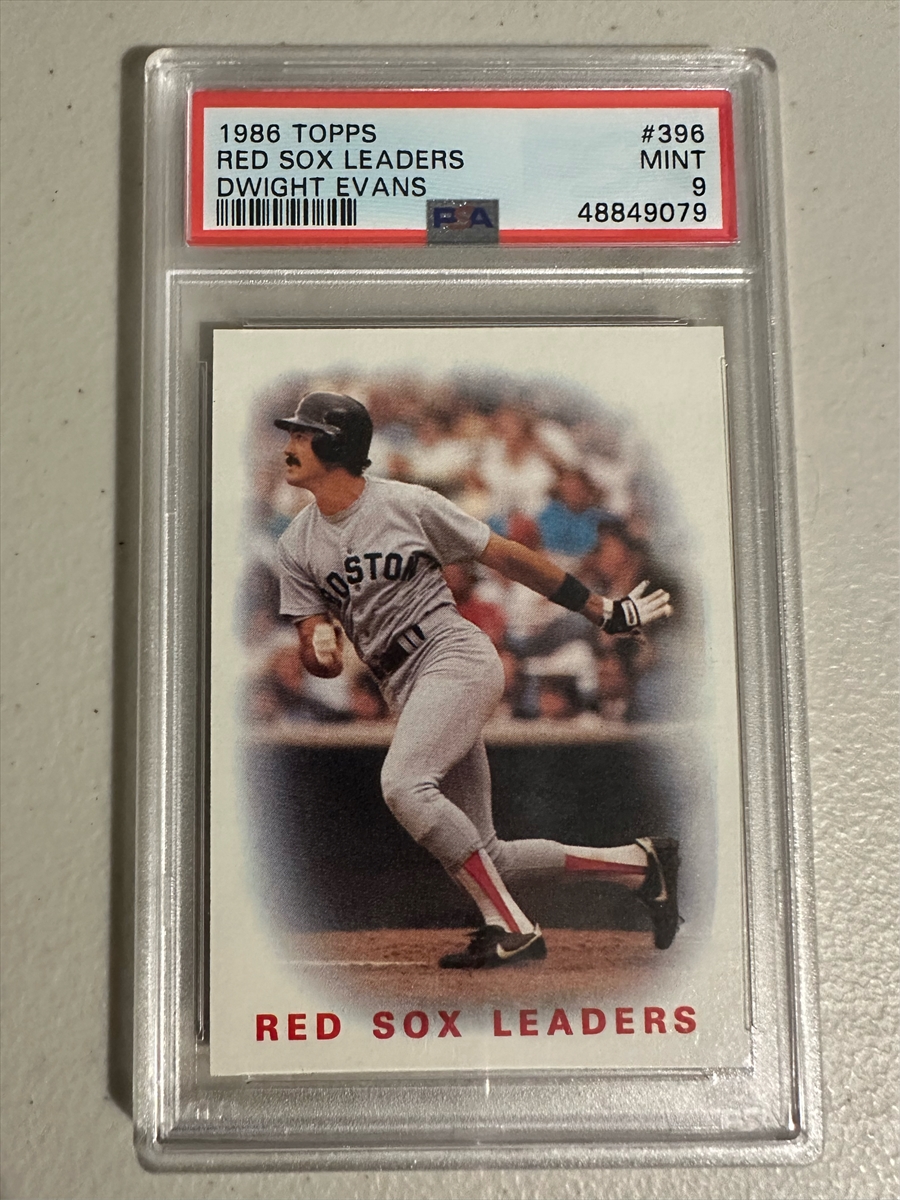 1986 TOPPS #396
RED SOX LEADERS MINT
DWIGHT EVANS 9
48849079
PSA
BOSTON
RED SOX LEADERS